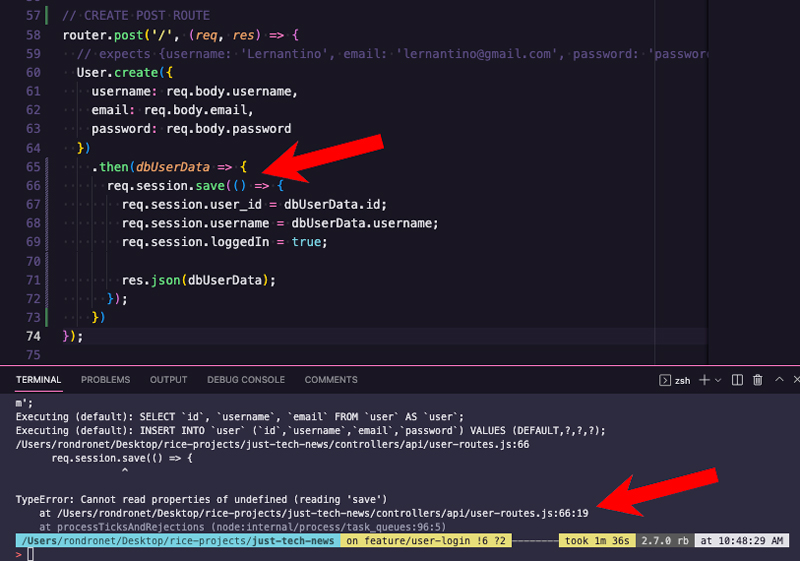 57 // CREATE POST ROUTE
58 router.post('/', (req, res) => {
59 // expects {username: 'Lernantino', email: 'lernantino@gmail.com', password: 'passwor
60 User.create({
61 username: req.body.username,
62 email: req.body.email,
63 password: req.body.password
64 })
65 .then(dbUserData => {
66 req.session.save(() => {
67 req.session.user_id = dbUserData.id;
68 req.session.username = dbUserData.username;
69 req.session.loggedIn = true;
70
71 res.json(dbUserData);
72 });
73 })
74 });
75
TERMINAL PROBLEMS OUTPUT DEBUG CONSOLE COMMENTS zsh
m';
Executing (default): SELECT `id`, `username`, `email` FROM `user` AS `user`;
Executing (default): INSERT INTO `user` (`id`,`username`,`email`,`password`) VALUES (DEFAULT,?,?,?);
/Users/rondronet/Desktop/rice-projects/just-tech-news/controllers/api/user-routes.js:66
req.session.save(() => {
^
TypeError: Cannot read properties of undefined (reading 'save')
at /Users/rondronet/Desktop/rice-projects/just-tech-news/controllers/api/user-routes.js:66:19
at processTicksAndRejections (node:internal/process/task_queues:96:5)
/Users/rondronet/Desktop/rice-projects/just-tech-news on feature/user-login !6 ?2 took 1m 36s 2.7.0 rb at 10:48:29 AM
>